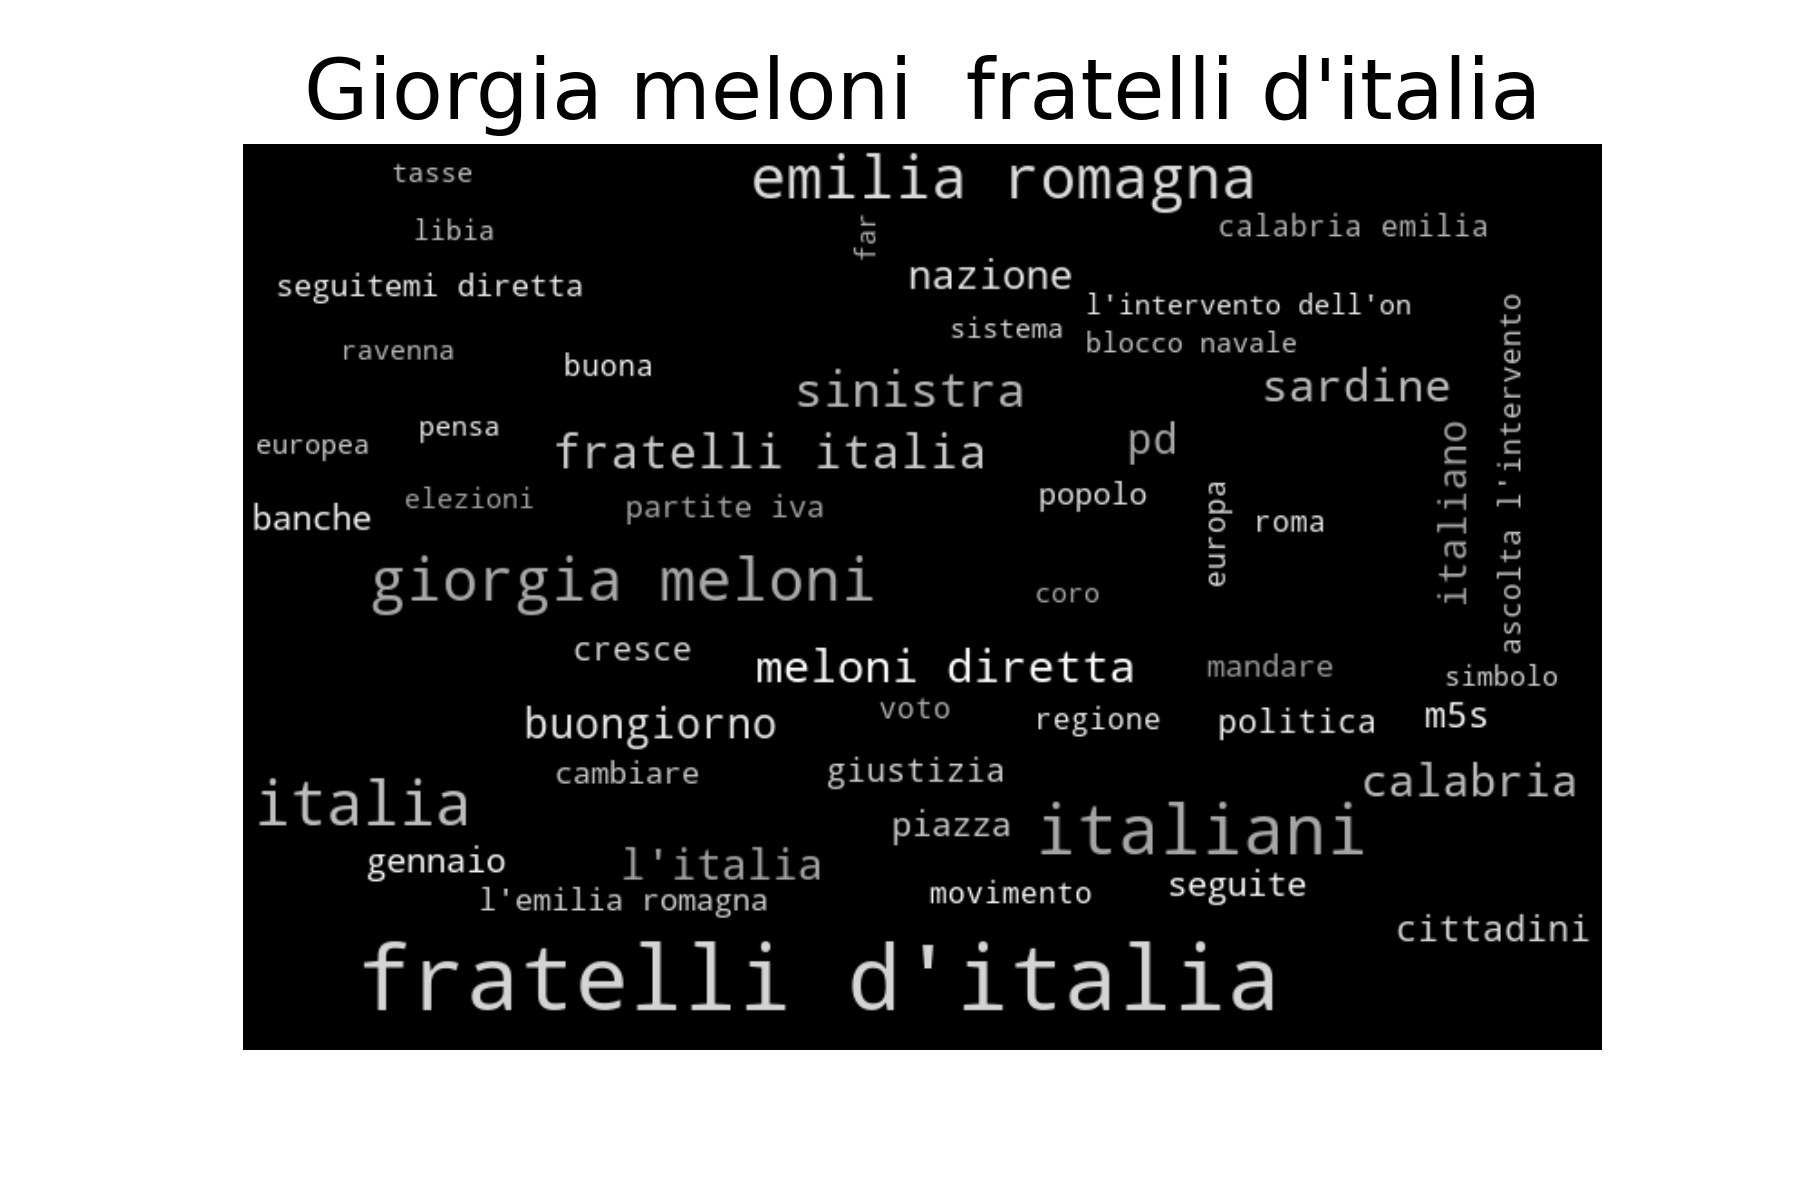 Giorgia meloni  fratelli d'italia
tasse
emilia romagna
libia
far
calabria emilia
seguitemi diretta
nazione
l'intervento dell'on
sistema
blocco navale
ravenna
buona
sinistra
sardine
ascolta l'intervento
europea
pensa
fratelli italia
pd
italiano
banche
elezioni
partite iva
popolo
europa
roma
giorgia meloni
coro
cresce
meloni diretta
mandare
simbolo
buongiorno
voto
regione
politica
m5s
cambiare
giustizia
calabria
italia
piazza
italiani
gennaio
l'italia
l'emilia romagna
movimento
seguite
cittadini
fratelli d'italia